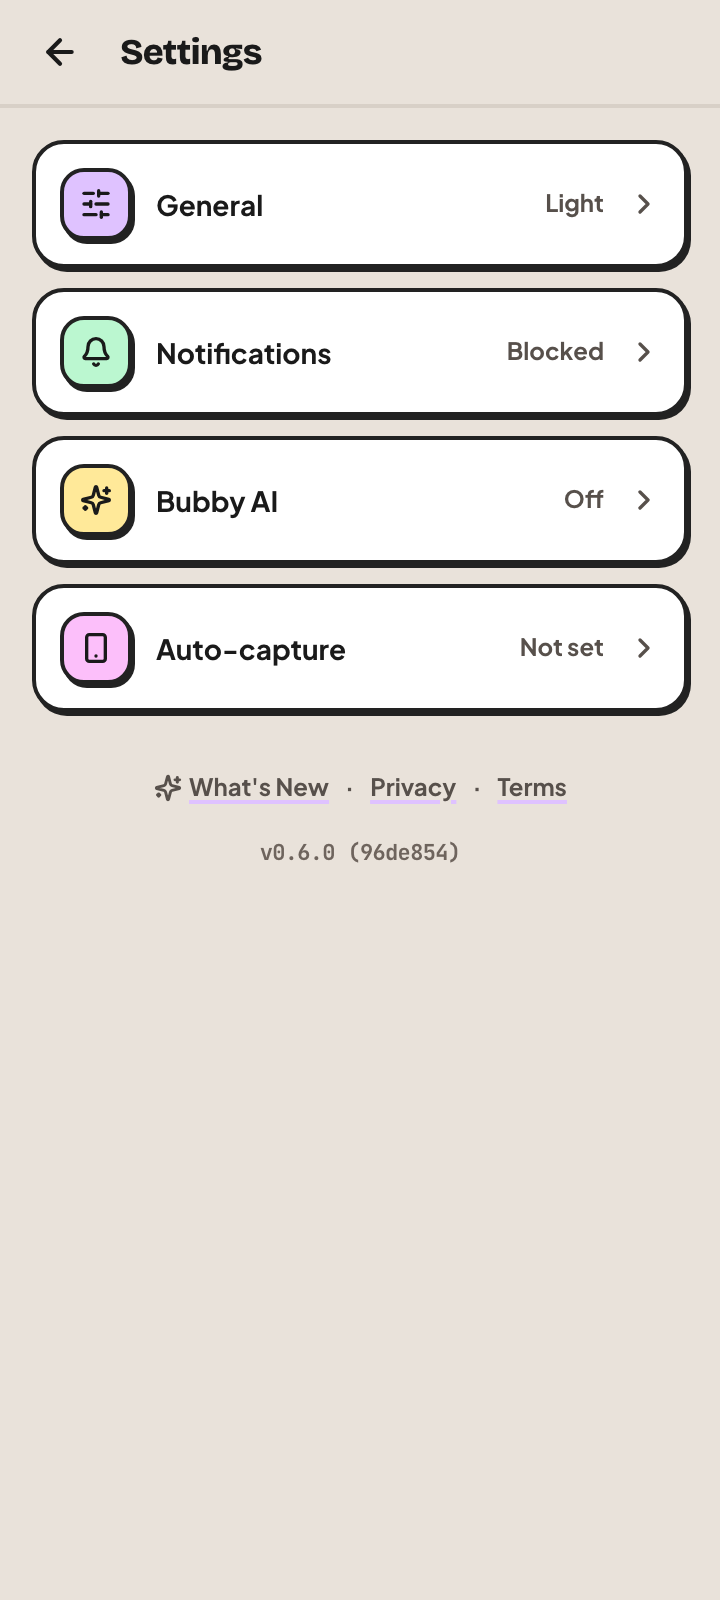 Settings
General Light
Notifications Blocked
Bubby AI Off
Auto-capture Not set
What's New · Privacy · Terms
v0.6.0 (96de854)